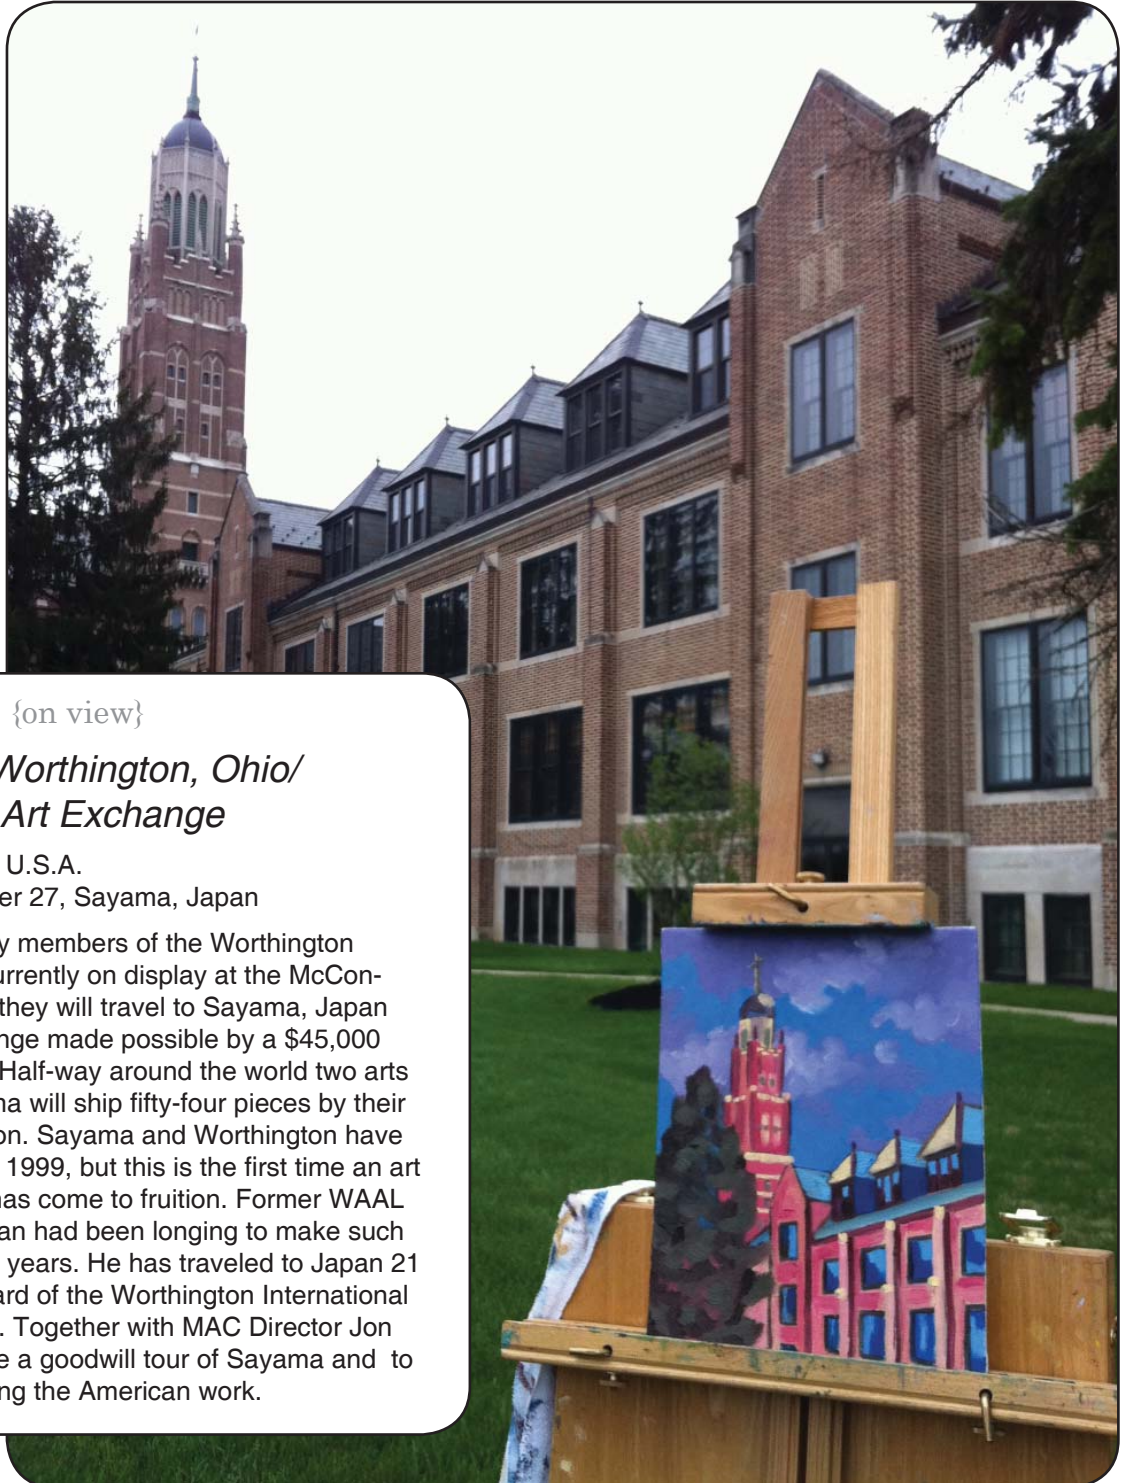 {on view}
Worthington, Ohio/
Art Exchange
U.S.A.
er 27, Sayama, Japan
y members of the Worthington
urrently on display at the McCon-
they will travel to Sayama, Japan
nge made possible by a $45,000
Half-way around the world two arts
na will ship fifty-four pieces by their
on. Sayama and Worthington have
1999, but this is the first time an art
has come to fruition. Former WAAL
an had been longing to make such
years. He has traveled to Japan 21
ard of the Worthington International
. Together with MAC Director Jon
e a goodwill tour of Sayama and to
ng the American work.